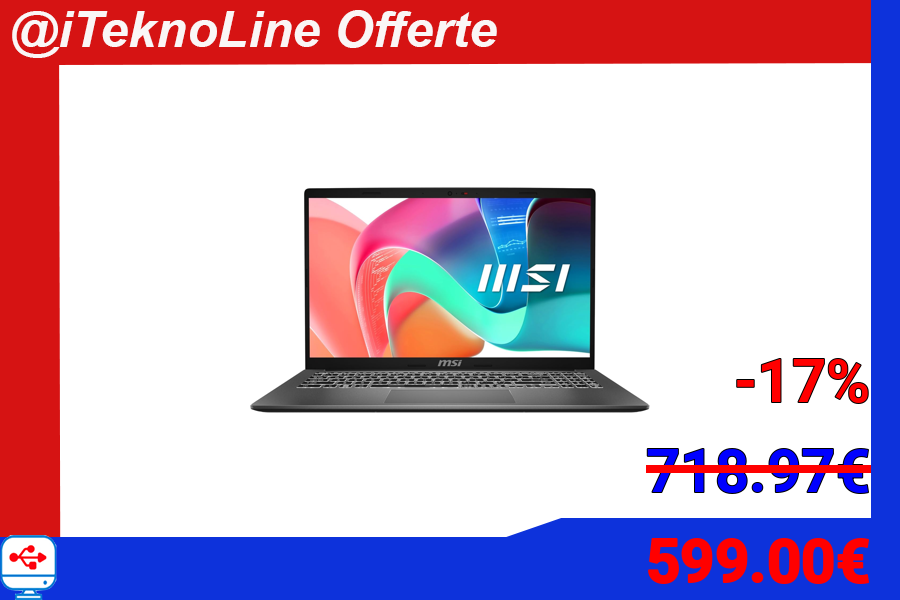 @iTeknoLine Offerte
msi
msi
-17%
718.97€
599.00€